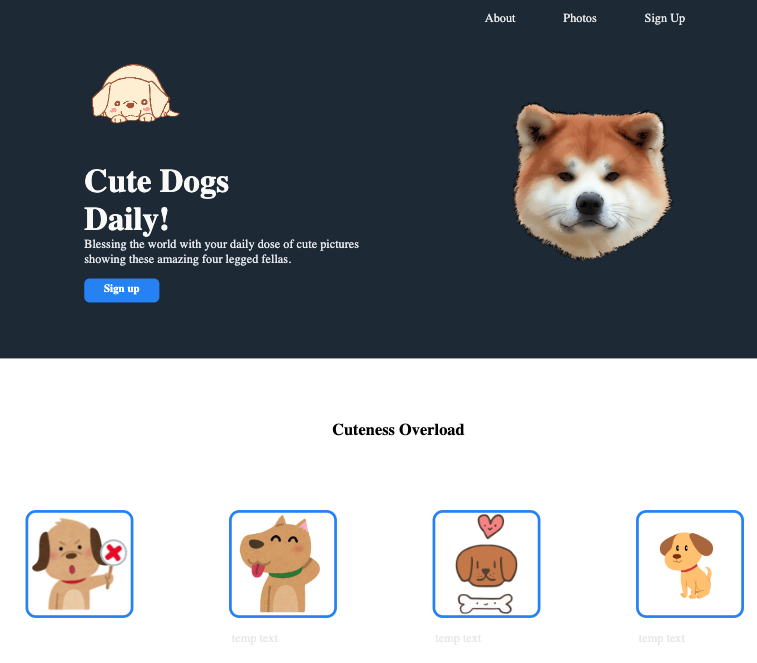 About Photos Sign Up
Cute Dogs
Daily!
Blessing the world with your daily dose of cute pictures
showing these amazing four legged fellas.
Sign up
Cuteness Overload
temp text temp text temp text